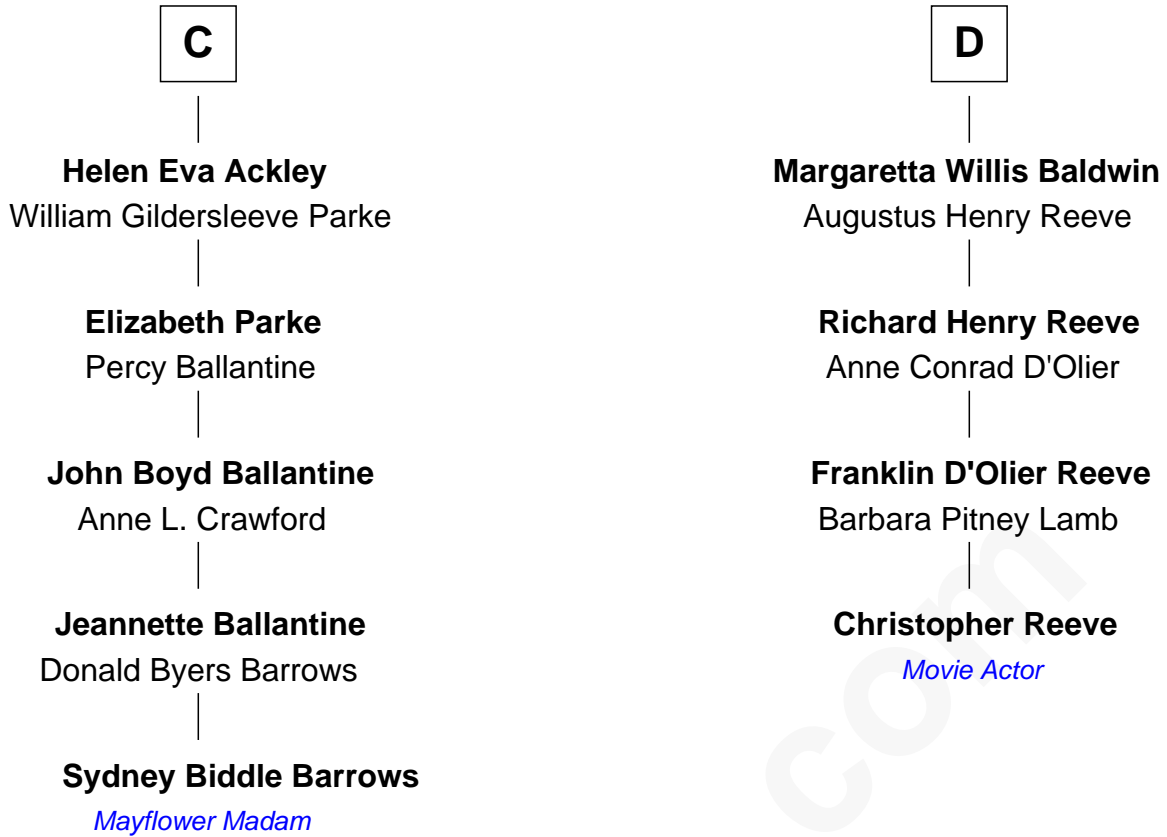 C
Helen Eva Ackley
William Gildersleeve Parke
Elizabeth Parke
Percy Ballantine
John Boyd Ballantine
Anne L. Crawford
Jeannette Ballantine
Donald Byers Barrows
Sydney Biddle Barrows
Mayflower Madam
D
Margaretta Willis Baldwin
Augustus Henry Reeve
Richard Henry Reeve
Anne Conrad D'Olier
Franklin D'Olier Reeve
Barbara Pitney Lamb
Christopher Reeve
Movie Actor
com